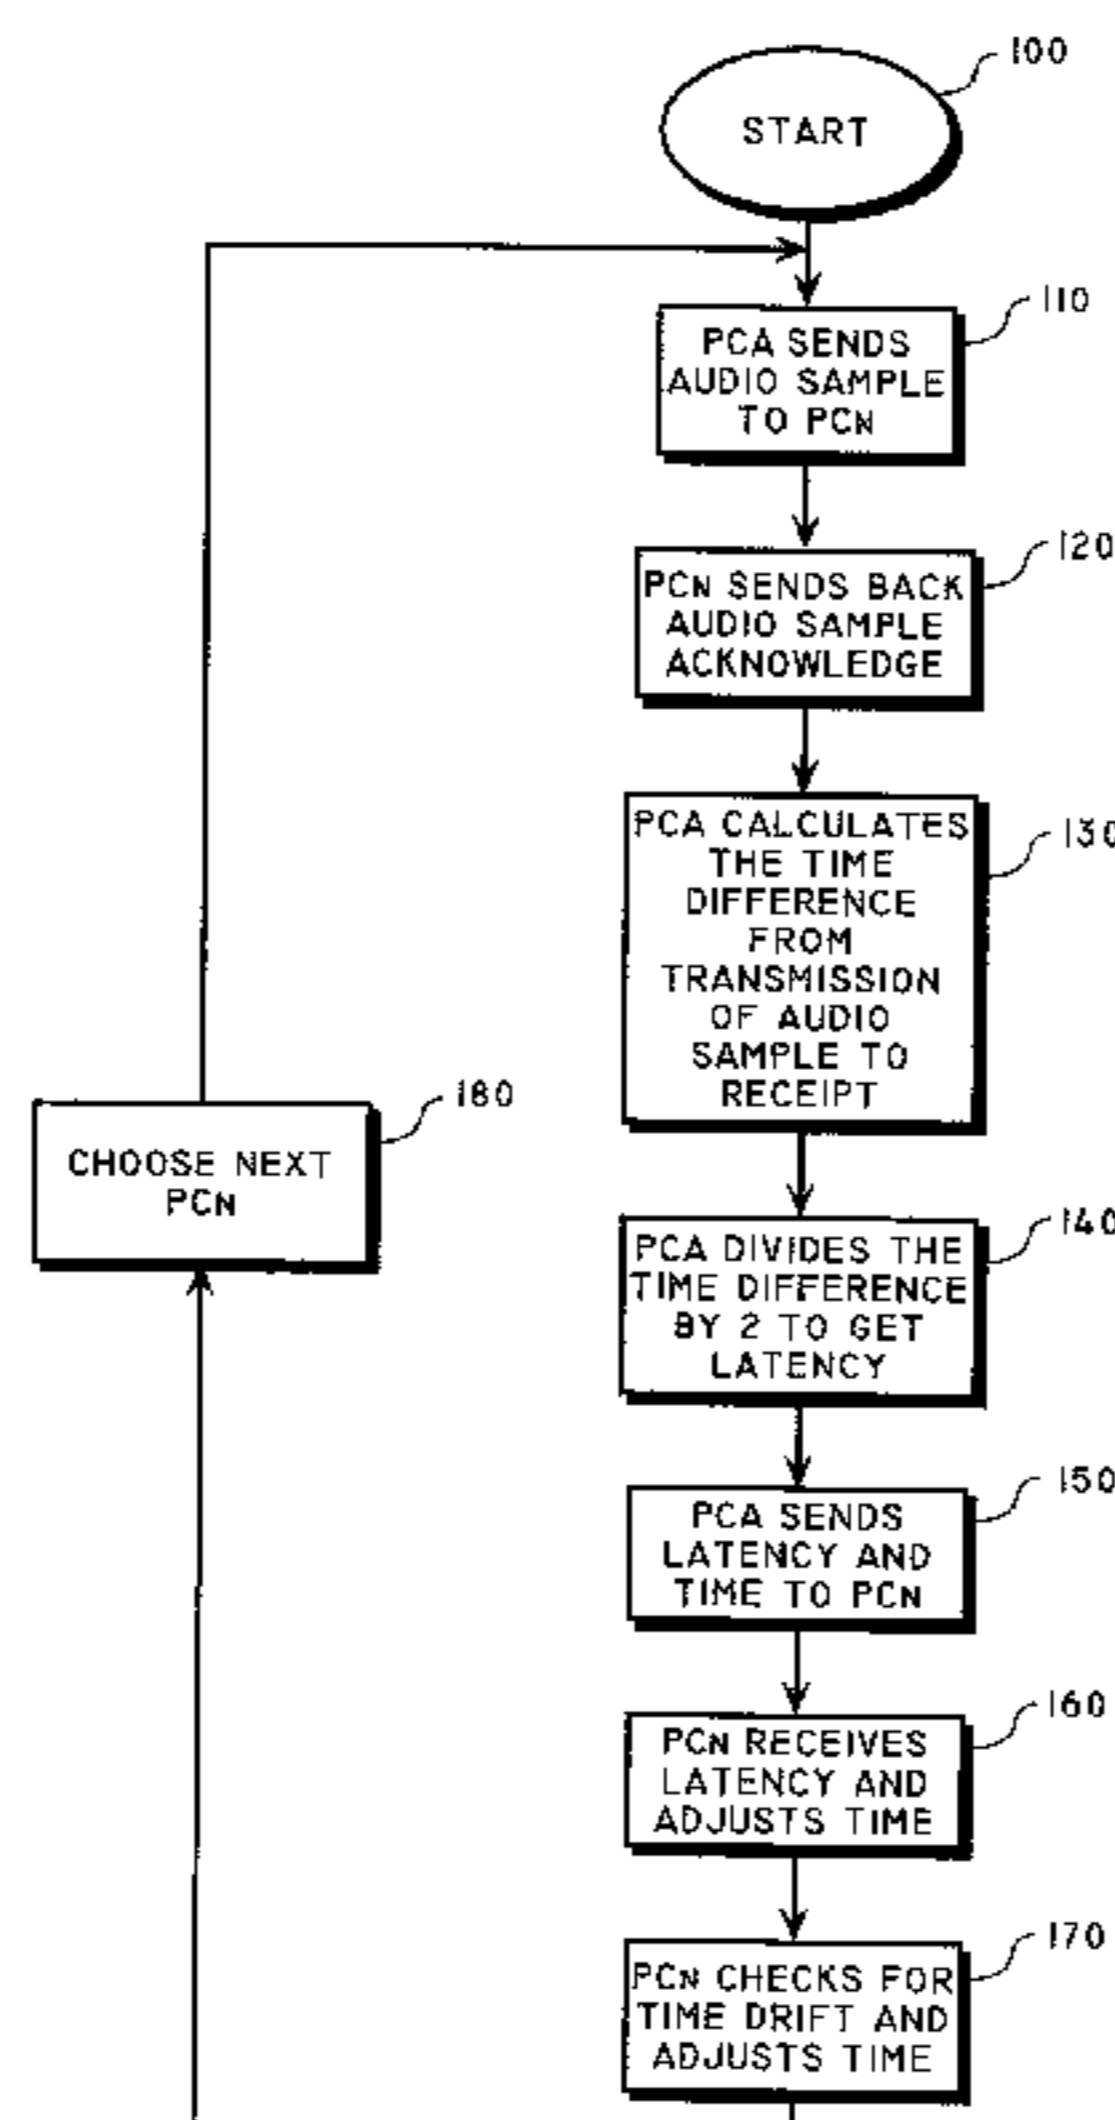 100
START
110
PCA SENDS
AUDIO SAMPLE
TO PCN
120
PCN SENDS BACK
AUDIO SAMPLE
ACKNOWLEDGE
130
PCA CALCULATES
THE TIME
DIFFERENCE
FROM
TRANSMISSION
OF AUDIO
SAMPLE TO
RECEIPT
180
CHOOSE NEXT
PCN
140
PCA DIVIDES THE
TIME DIFFERENCE
BY 2 TO GET
LATENCY
150
PCA SENDS
LATENCY AND
TIME TO PCN
160
PCN RECEIVES
LATENCY AND
ADJUSTS TIME
170
PCN CHECKS FOR
TIME DRIFT AND
ADJUSTS TIME